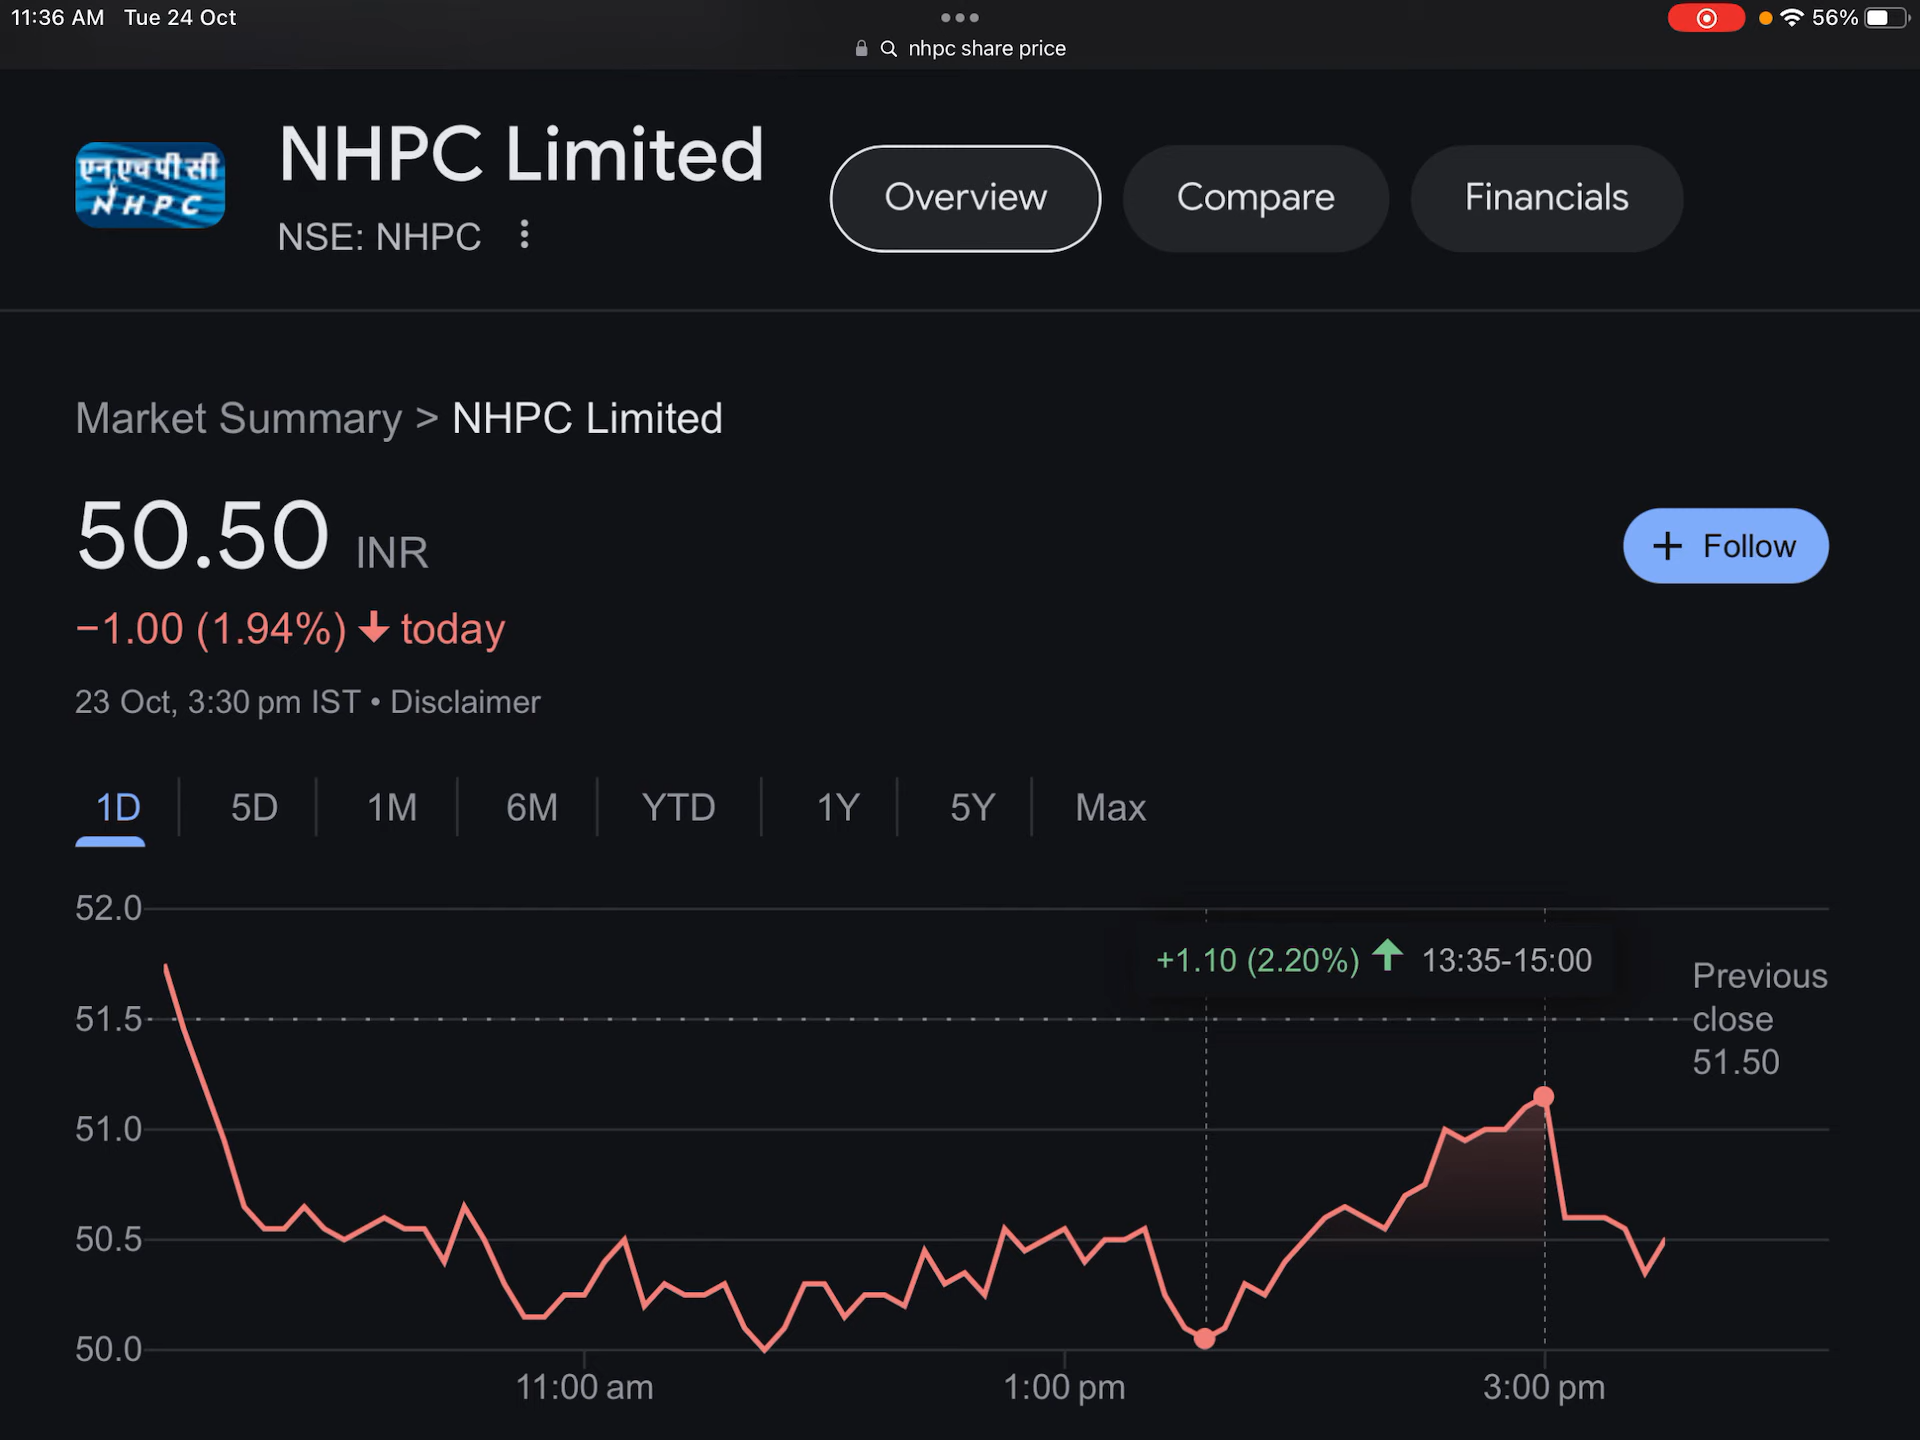 11:36 AM Tue 24 Oct
56%
nhpc share price
एनएचपीसी
NHPC
NHPC Limited
NSE: NHPC
Overview
Compare
Financials
Market Summary > NHPC Limited
50.50 INR
+ Follow
−1.00 (1.94%) ↓ today
23 Oct, 3:30 pm IST • Disclaimer
1D 5D 1M 6M YTD 1Y 5Y Max
52.0
+1.10 (2.20%) ↑ 13:35-15:00
Previous
close
51.50
51.5
51.0
50.5
50.0
11:00 am
1:00 pm
3:00 pm